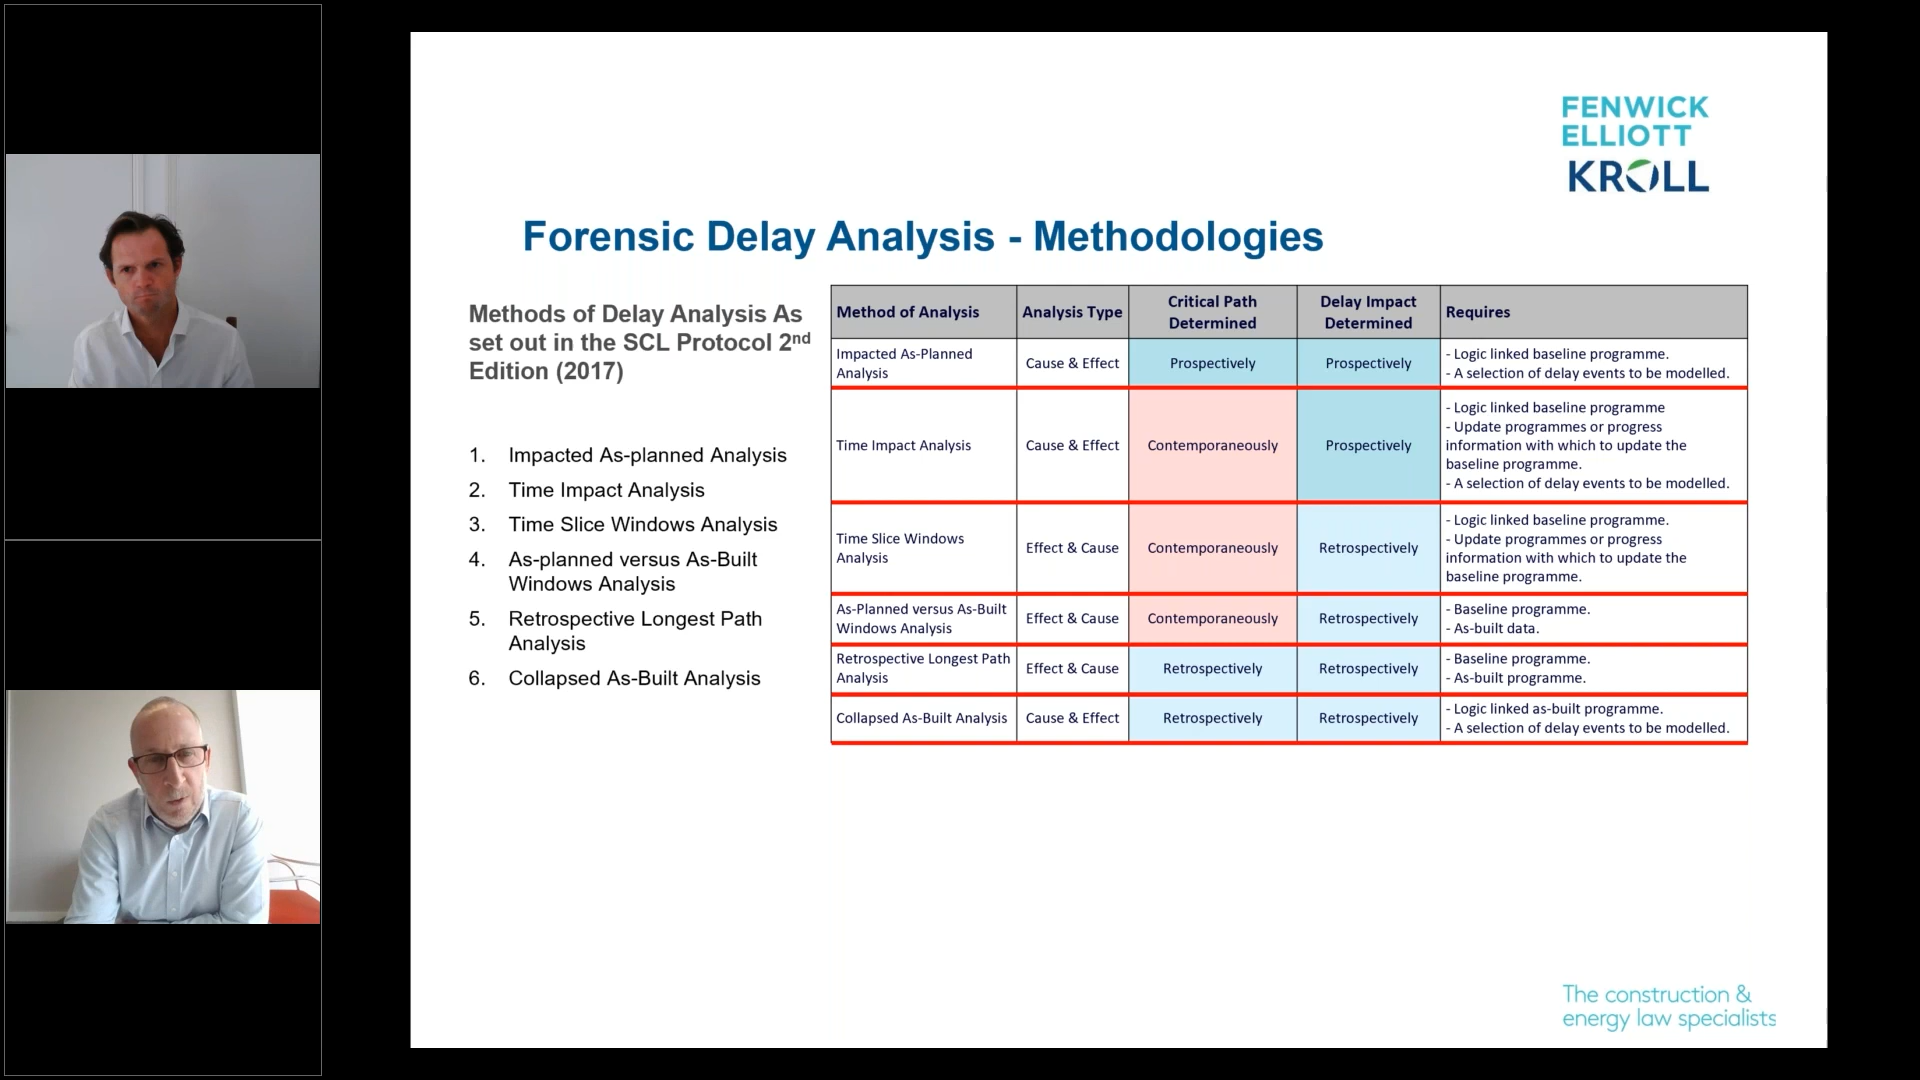 FENWICK
ELLIOTT
KROLL
Forensic Delay Analysis - Methodologies
Methods of Delay Analysis As
set out in the SCL Protocol 2nd
Edition (2017)
1. Impacted As-planned Analysis
2. Time Impact Analysis
3. Time Slice Windows Analysis
4. As-planned versus As-Built
Windows Analysis
5. Retrospective Longest Path
Analysis
6. Collapsed As-Built Analysis
Method of Analysis
Analysis Type
Critical Path
Determined
Delay Impact
Determined
Requires
Impacted As-Planned
Analysis
Cause & Effect
Prospectively
Prospectively
- Logic linked baseline programme.
- A selection of delay events to be modelled.
Time Impact Analysis
Cause & Effect
Contemporaneously
Prospectively
- Logic linked baseline programme
- Update programmes or progress
information with which to update the
baseline programme.
- A selection of delay events to be modelled.
Time Slice Windows
Analysis
Effect & Cause
Contemporaneously
Retrospectively
- Logic linked baseline programme.
- Update programmes or progress
information with which to update the
baseline programme.
As-Planned versus As-Built
Windows Analysis
Effect & Cause
Contemporaneously
Retrospectively
- Baseline programme.
- As-built data.
Retrospective Longest Path
Analysis
Effect & Cause
Retrospectively
Retrospectively
- Baseline programme.
- As-built programme.
Collapsed As-Built Analysis
Cause & Effect
Retrospectively
Retrospectively
- Logic linked as-built programme.
- A selection of delay events to be modelled.
The construction &
energy law specialists